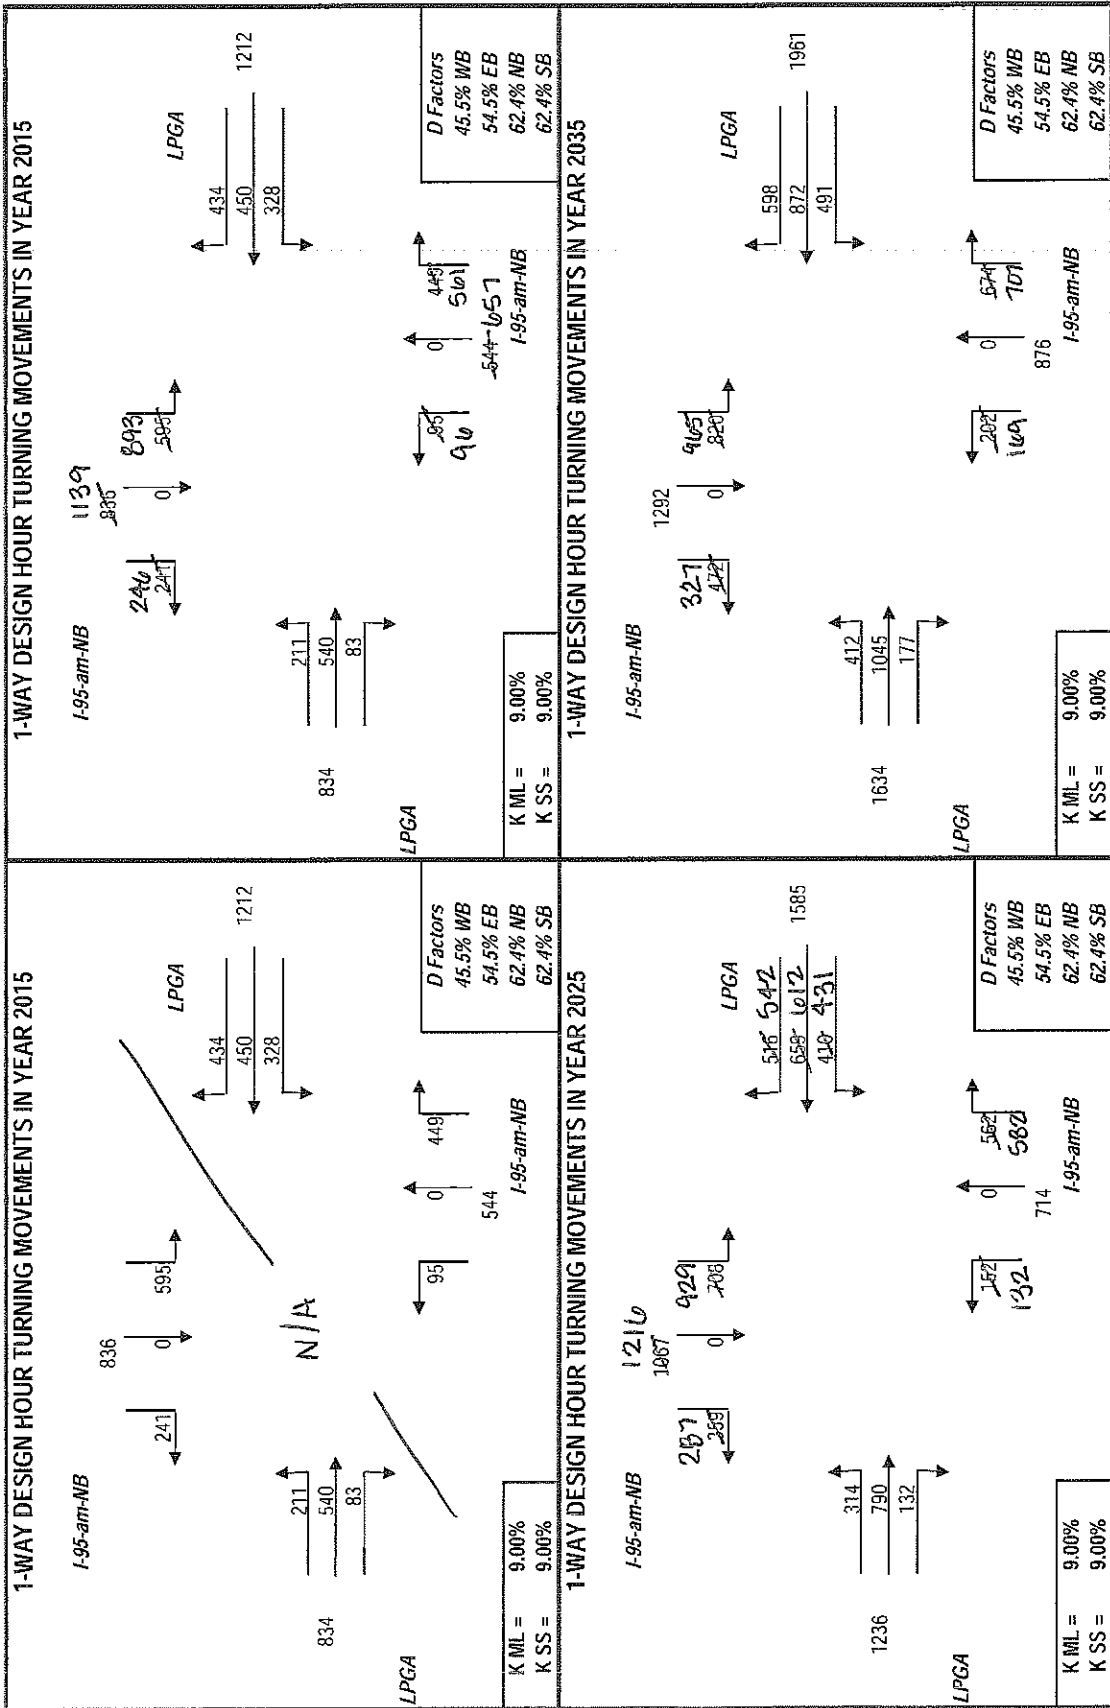 1-WAY DESIGN HOUR TURNING MOVEMENTS IN YEAR 2015
I-95-am-NB
836
241
0
595
LPGA
434
450
328
1212
N/A
834
211
540
83
LPGA
95
0
449
544
I-95-am-NB
K ML = 9.00%
K SS = 9.00%
D Factors
45.5% WB
54.5% EB
62.4% NB
62.4% SB
1-WAY DESIGN HOUR TURNING MOVEMENTS IN YEAR 2015
I-95-am-NB
1139
836
246
241
0
893
595
LPGA
434
450
328
1212
834
211
540
83
LPGA
95
96
0
449
561
544 657
I-95-am-NB
K ML = 9.00%
K SS = 9.00%
D Factors
45.5% WB
54.5% EB
62.4% NB
62.4% SB
1-WAY DESIGN HOUR TURNING MOVEMENTS IN YEAR 2025
I-95-am-NB
1216
1067
287
359
0
929
708
LPGA
516 542
659 612
410 431
1585
1236
314
790
132
LPGA
152
132
0
562
582
714
I-95-am-NB
K ML = 9.00%
K SS = 9.00%
D Factors
45.5% WB
54.5% EB
62.4% NB
62.4% SB
1-WAY DESIGN HOUR TURNING MOVEMENTS IN YEAR 2035
I-95-am-NB
1292
327
472
0
965
820
LPGA
598
872
491
1961
1634
412
1045
177
LPGA
202
169
0
674
707
876
I-95-am-NB
K ML = 9.00%
K SS = 9.00%
D Factors
45.5% WB
54.5% EB
62.4% NB
62.4% SB